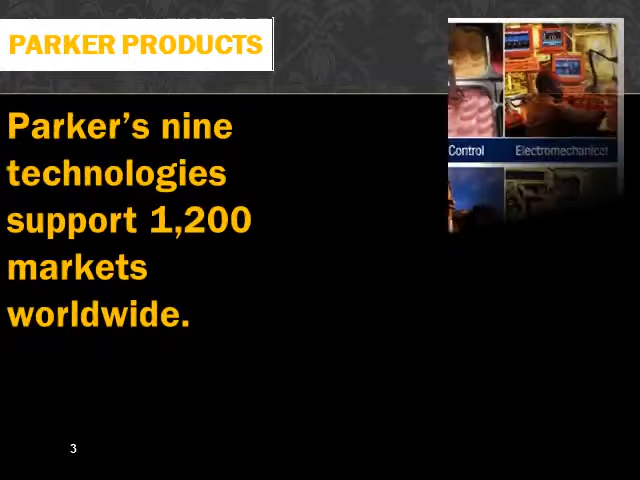 PARKER PRODUCTS
Parker’s nine
technologies
support 1,200
markets
worldwide.
Control
Electromechanical
3